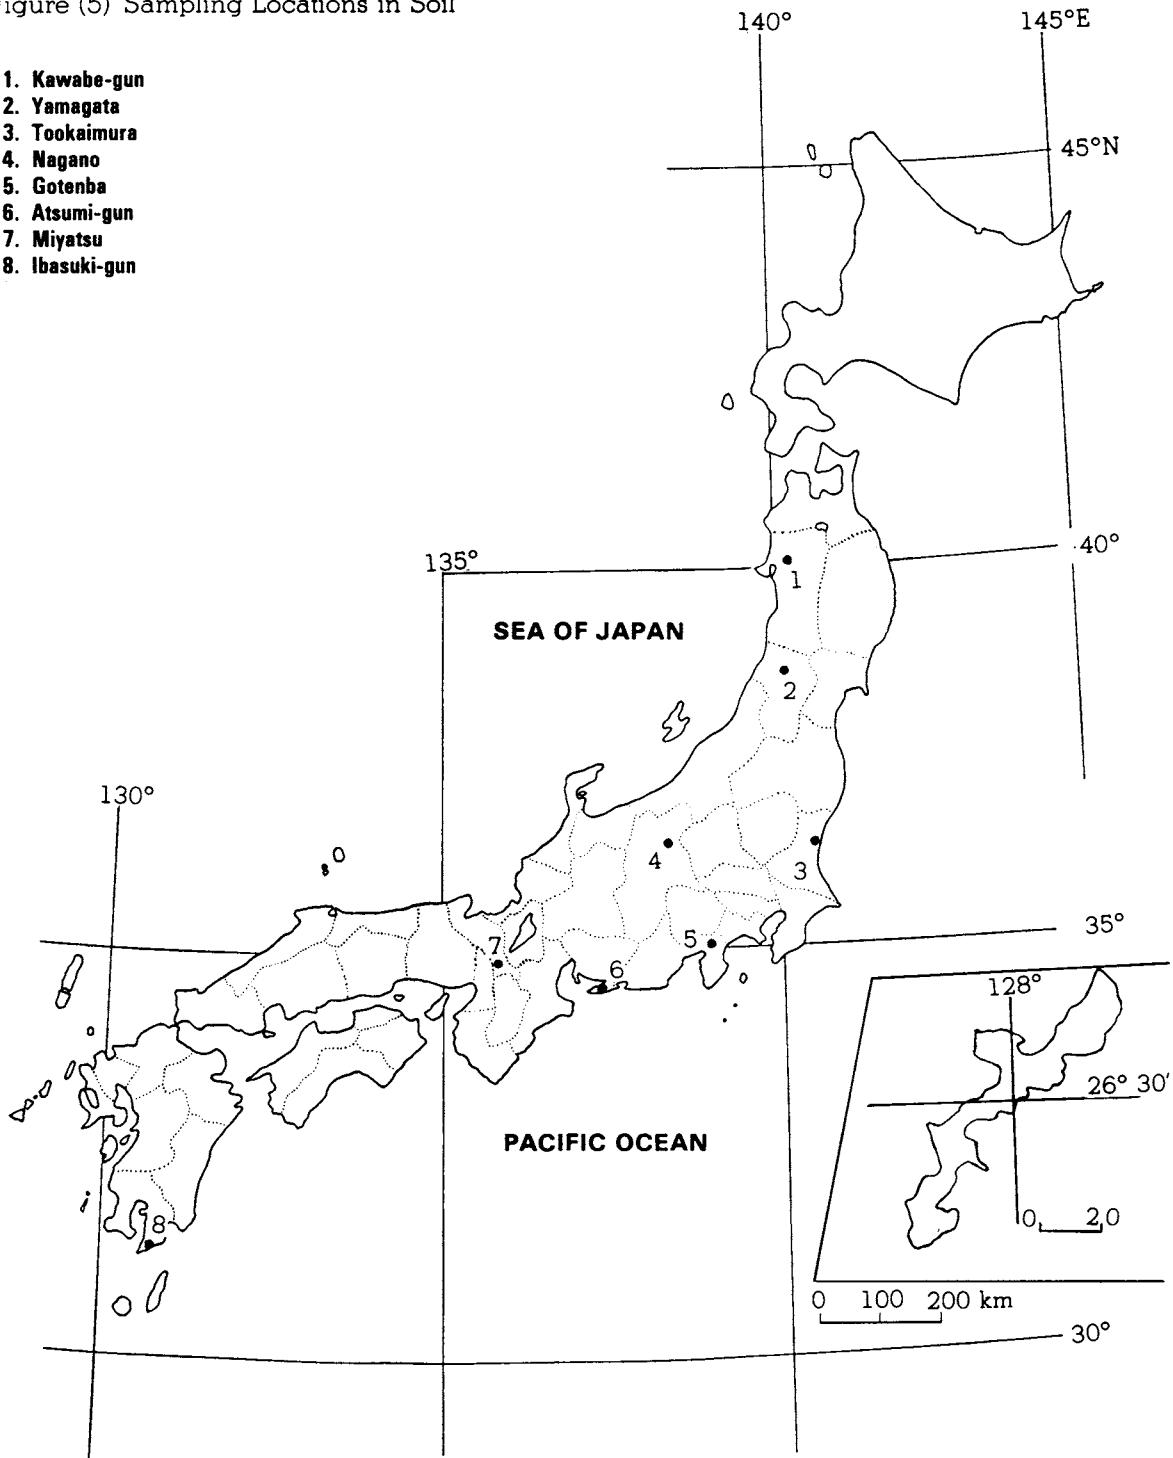 Figure (5) Sampling Locations in Soil
1. Kawabe-gun
2. Yamagata
3. Tookaimura
4. Nagano
5. Gotenba
6. Atsumi-gun
7. Miyatsu
8. Ibasuki-gun
140°
145°E
45°N
40°
135°
1
SEA OF JAPAN
2
130°
4
3
35°
5
7
6
128°
26° 30'
PACIFIC OCEAN
0 20
8
0 100 200 km
30°